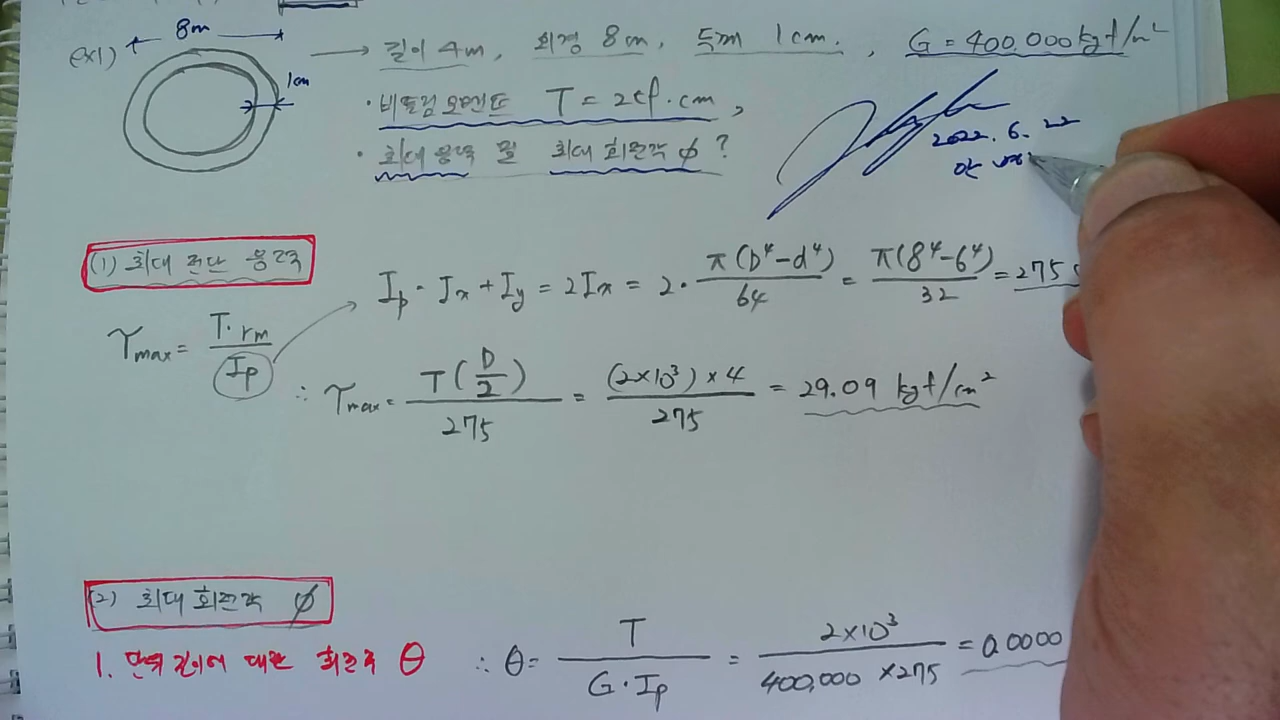 8m
ex1)
1cm
→ 길이 4m, 외경 8m, 두께 1cm. , G = 400,000kgf/m²
· 비틀림모멘트 T = 2tf·cm,
· 최대응력 및 최대 회전각 φ ?
2022. 6. 22
(1) 최대 전단 응력
Ip = Ix + Iy = 2Ix = 2 · π(D⁴-d⁴)/64 = π(8⁴-6⁴)/32 = 275
τmax = T·rm/Ip
∴ τmax = T(D/2)/275 = (2×10³)×4/275 = 29.09 kgf/cm²
(2) 최대 회전각 φ
1. 단위길이에 대한 회전각 θ ∴ θ = T/G·Ip = 2×10³/400,000 ×275 = 0.0000